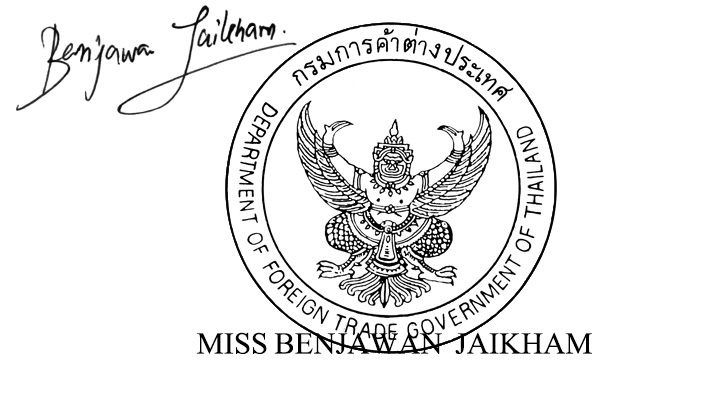 Benjawan Jaikham.
กรมการค้าต่างประเทศ
DEPARTMENT OF FOREIGN TRADE GOVERNMENT OF THAILAND
MISS BENJAWAN JAIKHAM